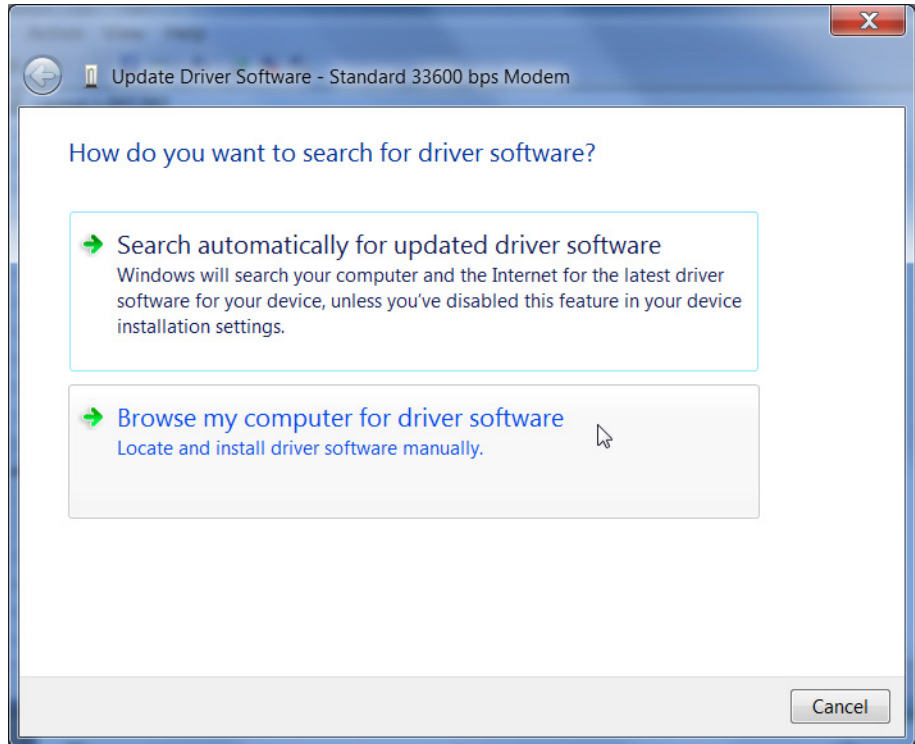 Update Driver Software - Standard 33600 bps Modem
How do you want to search for driver software?
Search automatically for updated driver software
Windows will search your computer and the Internet for the latest driver
software for your device, unless you've disabled this feature in your device
installation settings.
Browse my computer for driver software
Locate and install driver software manually.
Cancel